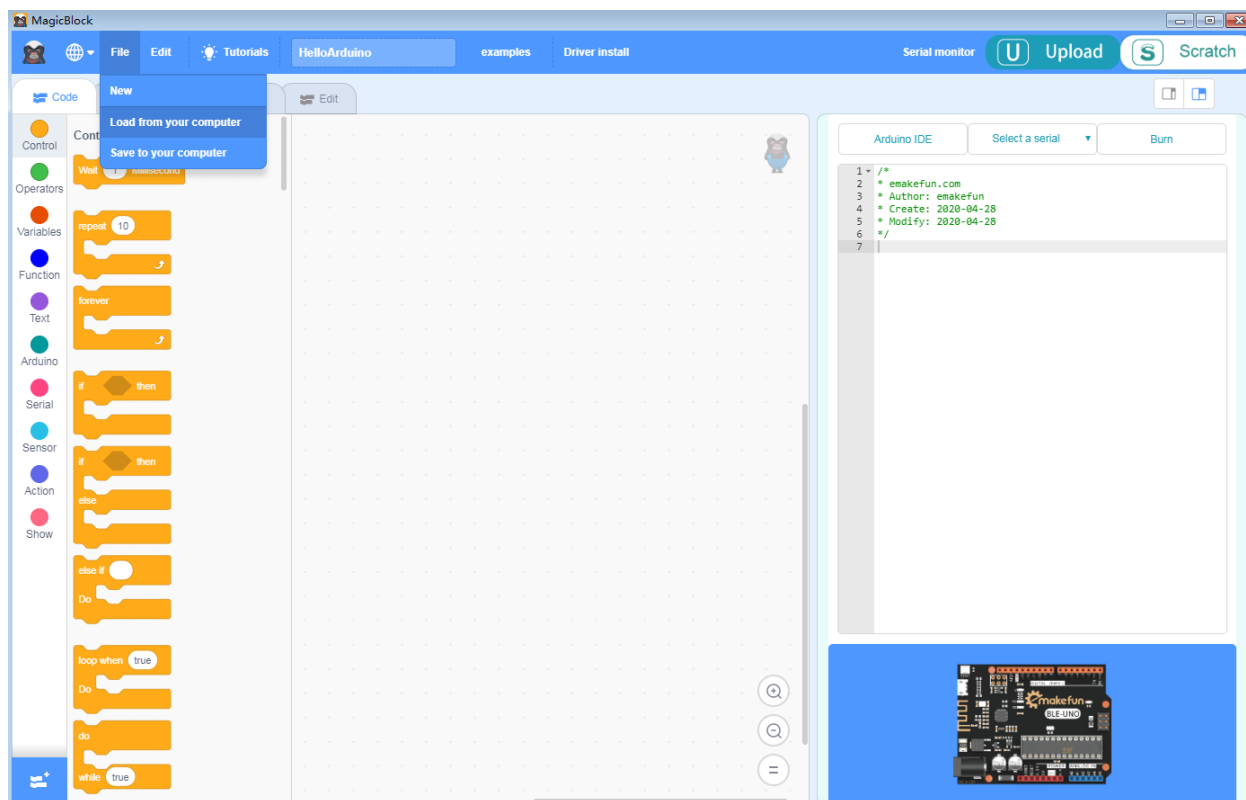 MagicBlock
File Edit Tutorials HelloArduino examples Driver install Serial monitor U Upload S Scratch
New
Load from your computer
Save to your computer
Code
Edit
Control
Operators
Variables
Function
Text
Arduino
Serial
Sensor
Action
Show
Cont
Wait 1 Millisecond
repeat 10
forever
if then
if then
else
else if
Do
loop when true
Do
do
while true
Arduino IDE Select a serial Burn
1 /*
2 * emakefun.com
3 * Author: emakefun
4 * Create: 2020-04-28
5 * Modify: 2020-04-28
6 */
7
emakefun
BLE-UNO
POWER ANALOG IN